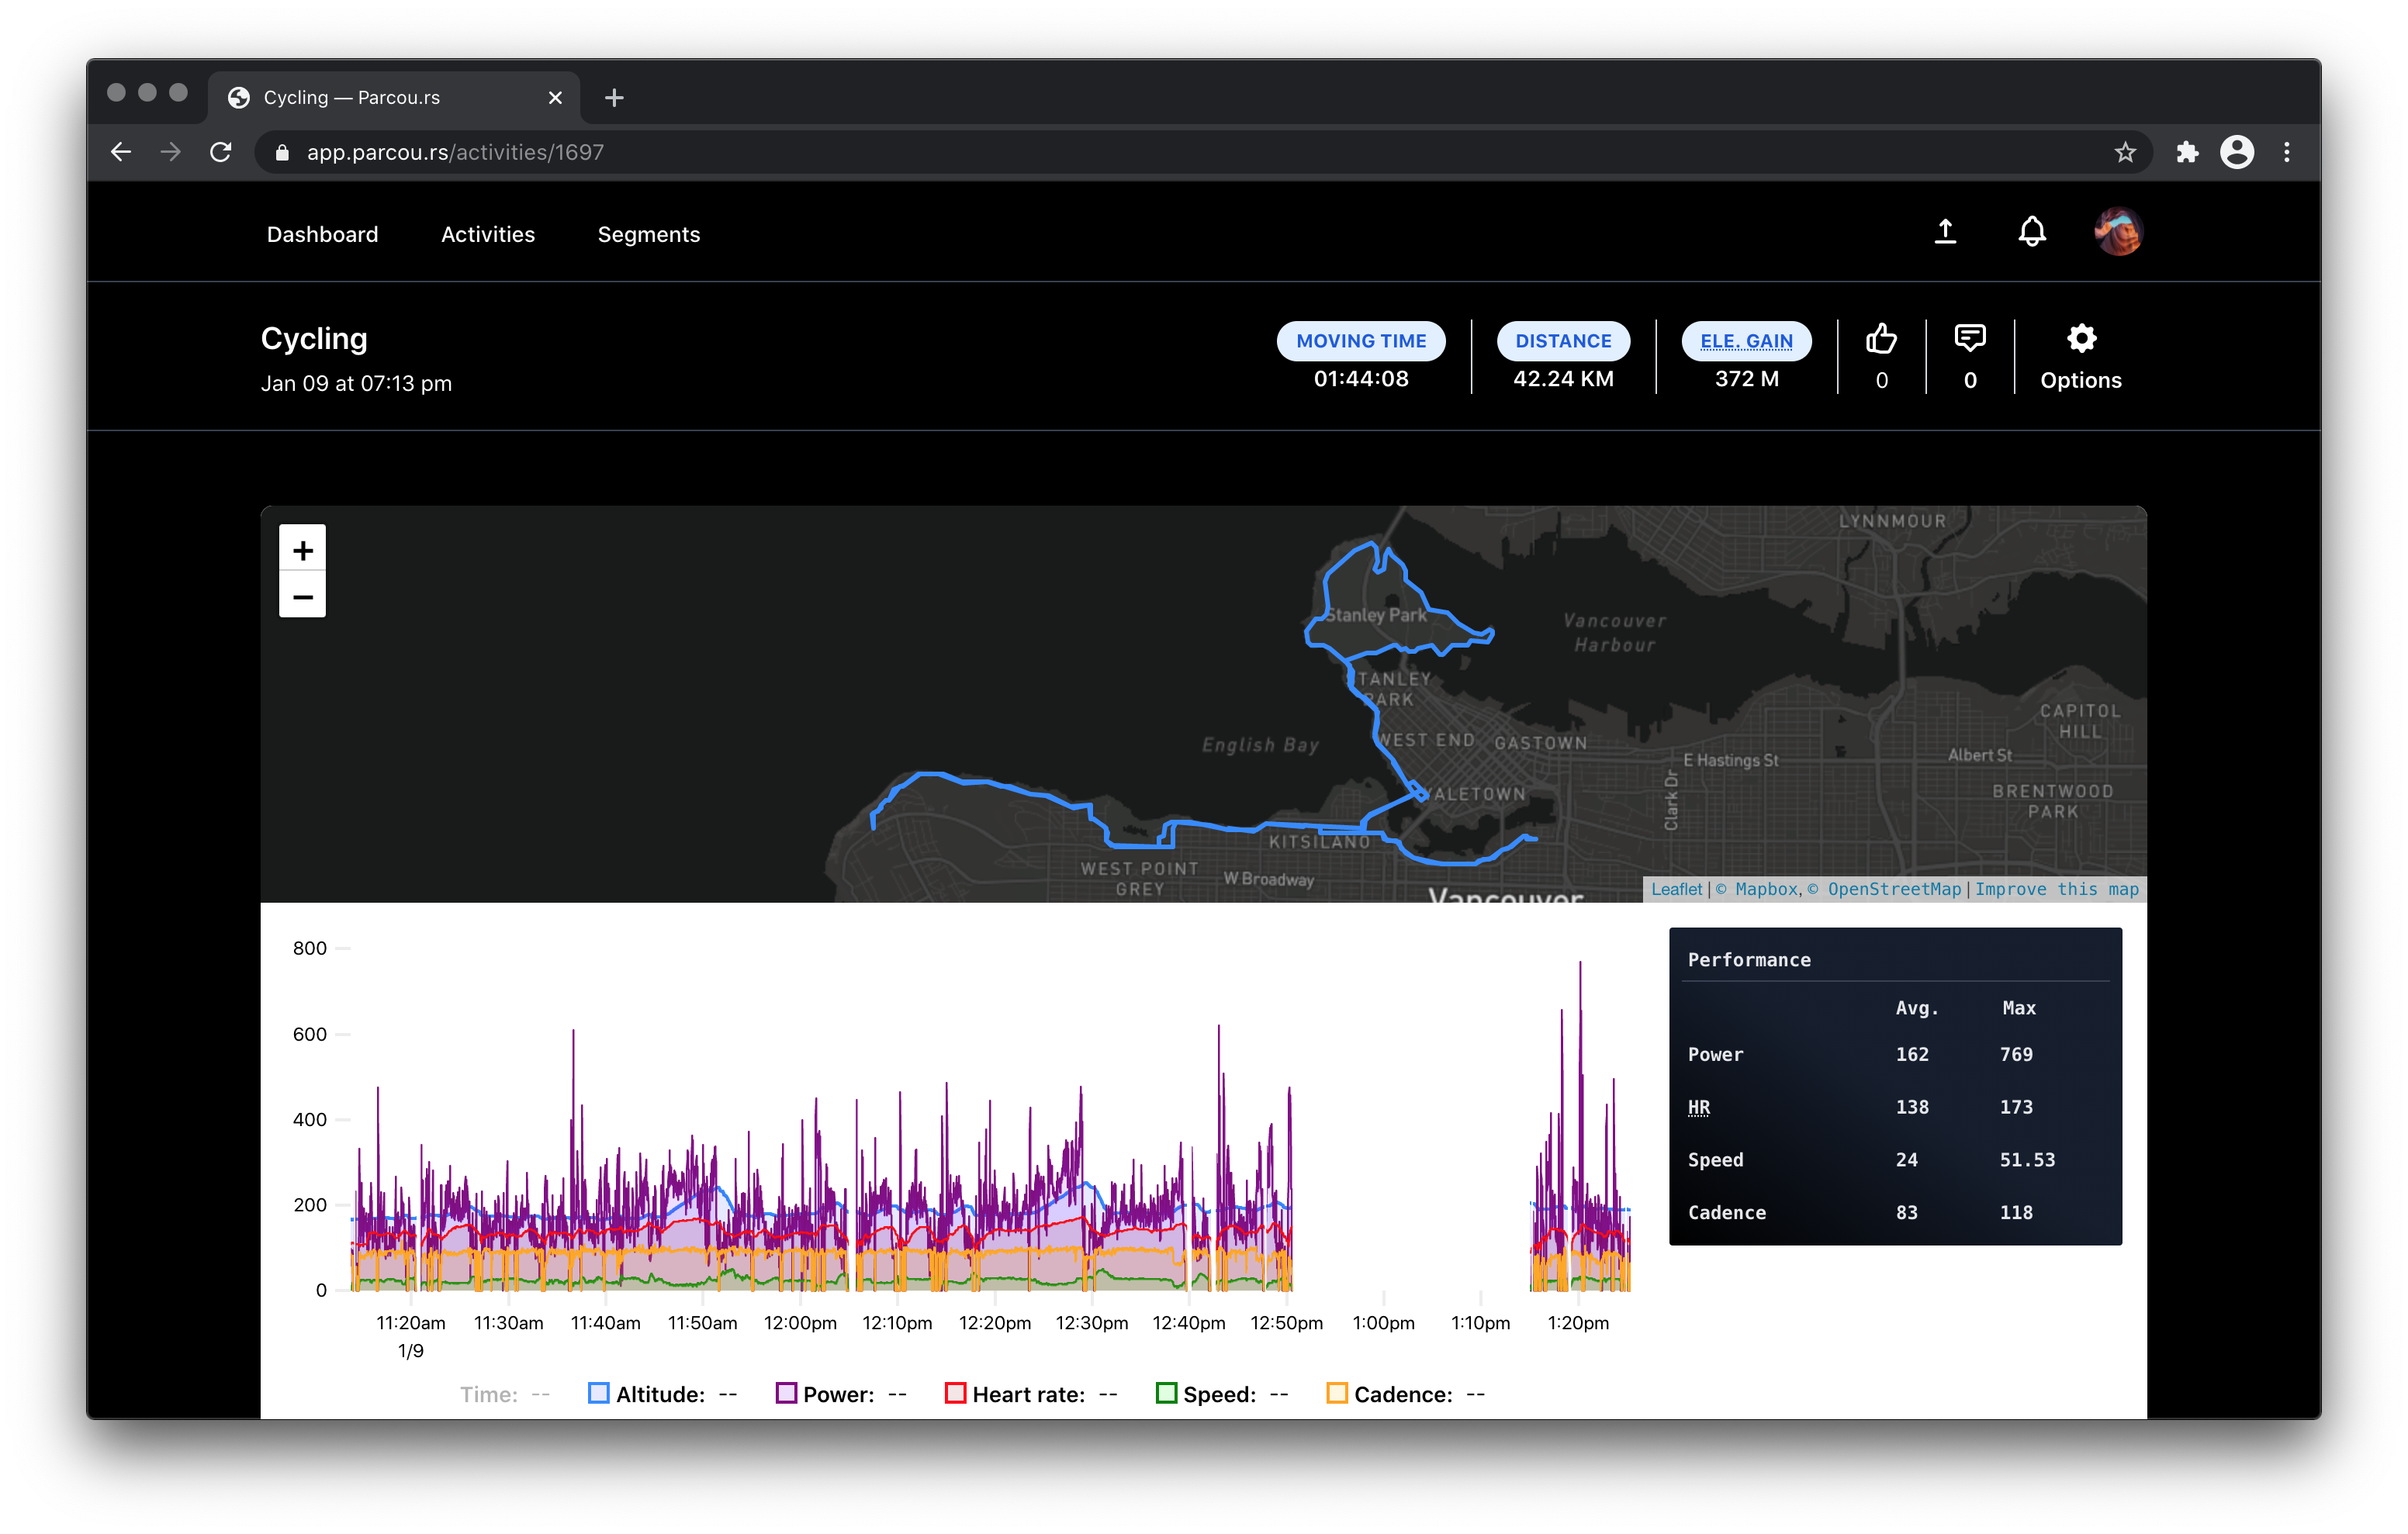 Cycling — Parcou.rs
app.parcou.rs/activities/1697
Dashboard Activities Segments
Cycling
Jan 09 at 07:13 pm
MOVING TIME DISTANCE ELE. GAIN
01:44:08 42.24 KM 372 M 0 0 Options
+
−
LYNNMOUR
Stanley Park
Vancouver
Harbour
TANLEY
PARK
CAPITOL
HILL
English Bay
WEST END GASTOWN
E Hastings St
Albert St
YALETOWN
Clark Dr
BRENTWOOD
PARK
KITSILANO
WEST POINT
GREY
W Broadway
Vancouver
Leaflet | © Mapbox, © OpenStreetMap | Improve this map
800
600
400
200
0
11:20am 11:30am 11:40am 11:50am 12:00pm 12:10pm 12:20pm 12:30pm 12:40pm 12:50pm 1:00pm 1:10pm 1:20pm
1/9
Time: -- Altitude: -- Power: -- Heart rate: -- Speed: -- Cadence: --
Performance
Avg. Max
Power 162 769
HR 138 173
Speed 24 51.53
Cadence 83 118